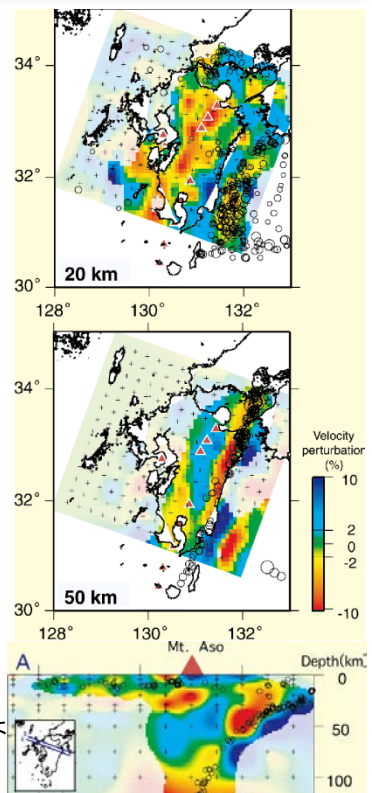 34°
32°
30°
20 km
128° 130° 132°
34°
32°
30°
50 km
128° 130° 132°
Velocity
perturbation
(%)
10
2
0
-2
-10
Mt. Aso
A
Depth(km)
0
50
100